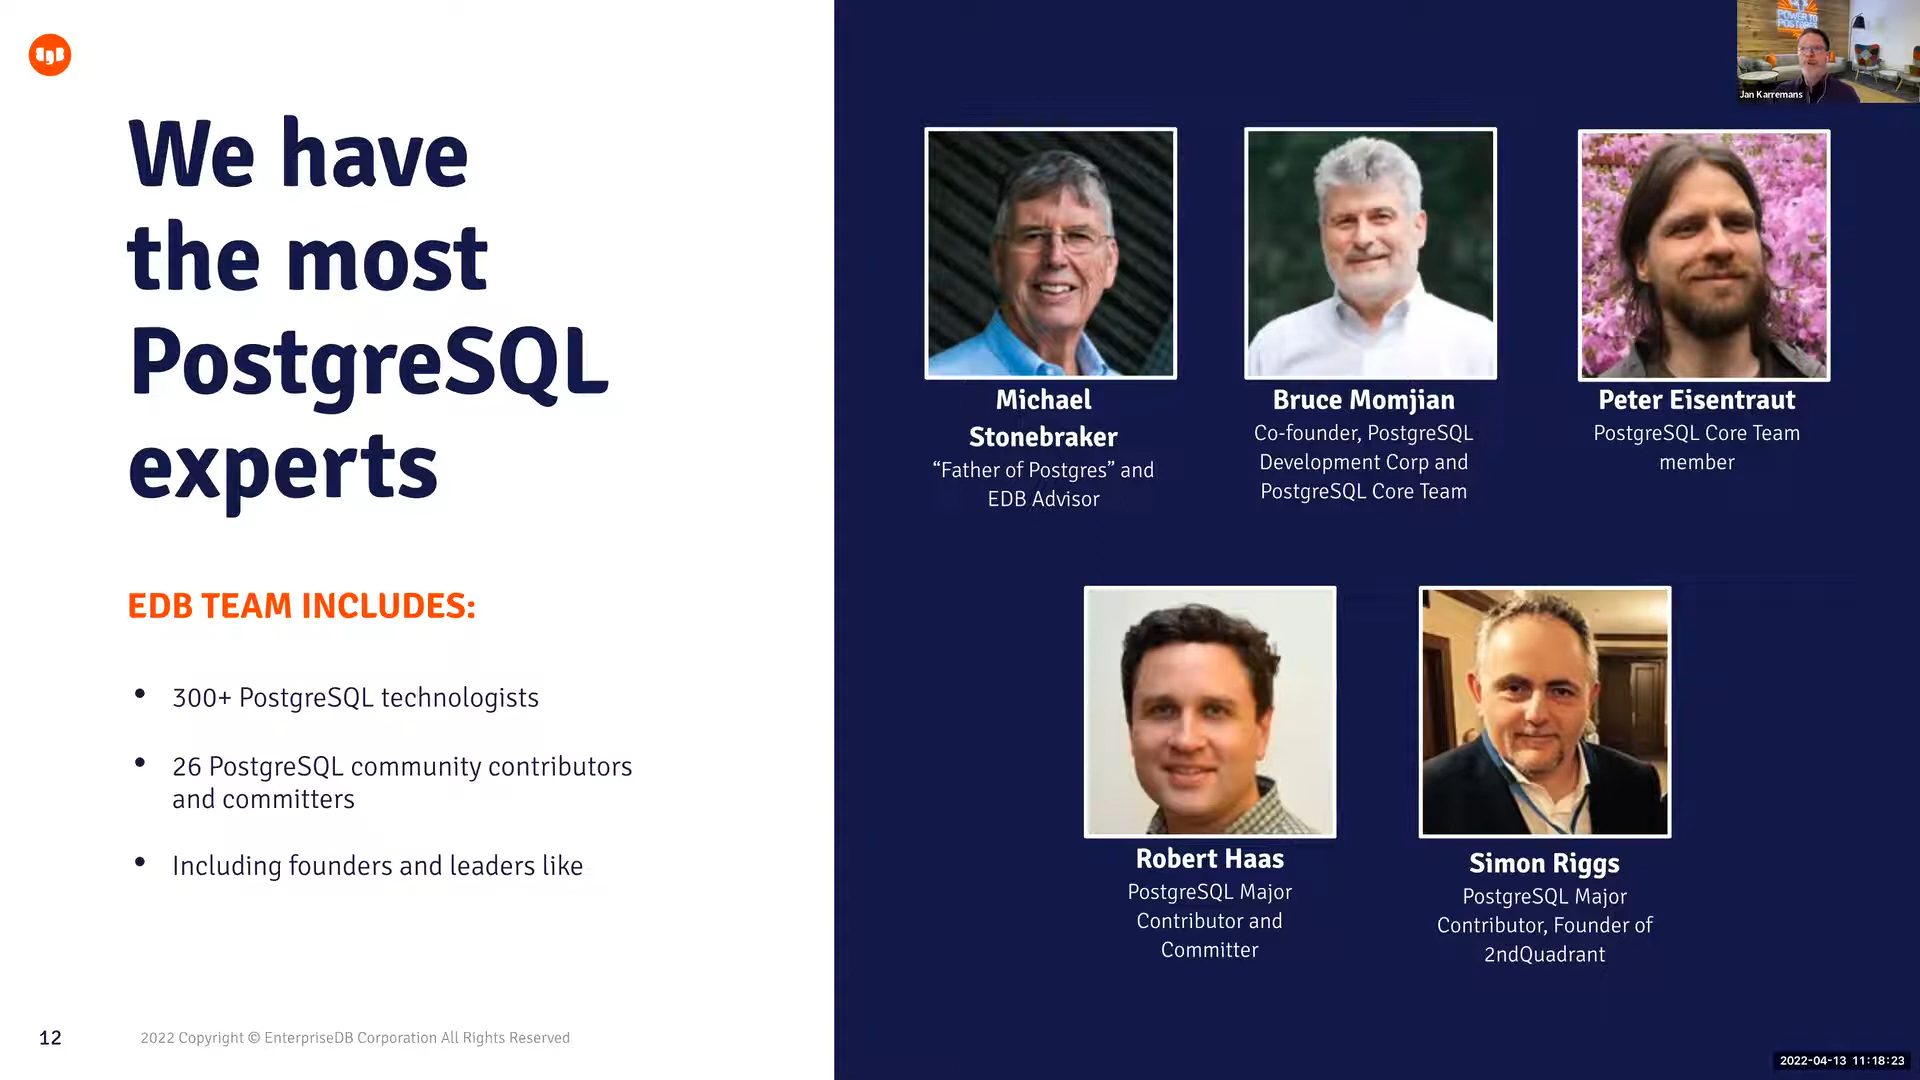 EDB
We have
the most
PostgreSQL
experts
EDB TEAM INCLUDES:
• 300+ PostgreSQL technologists
• 26 PostgreSQL community contributors
and committers
• Including founders and leaders like
12
2022 Copyright © EnterpriseDB Corporation All Rights Reserved
POWER TO
POSTGRES
Jan Karremans
Michael
Stonebraker
“Father of Postgres” and
EDB Advisor
Bruce Momjian
Co-founder, PostgreSQL
Development Corp and
PostgreSQL Core Team
Peter Eisentraut
PostgreSQL Core Team
member
Robert Haas
PostgreSQL Major
Contributor and
Committer
Simon Riggs
PostgreSQL Major
Contributor, Founder of
2ndQuadrant
2022-04-13 11:18:23